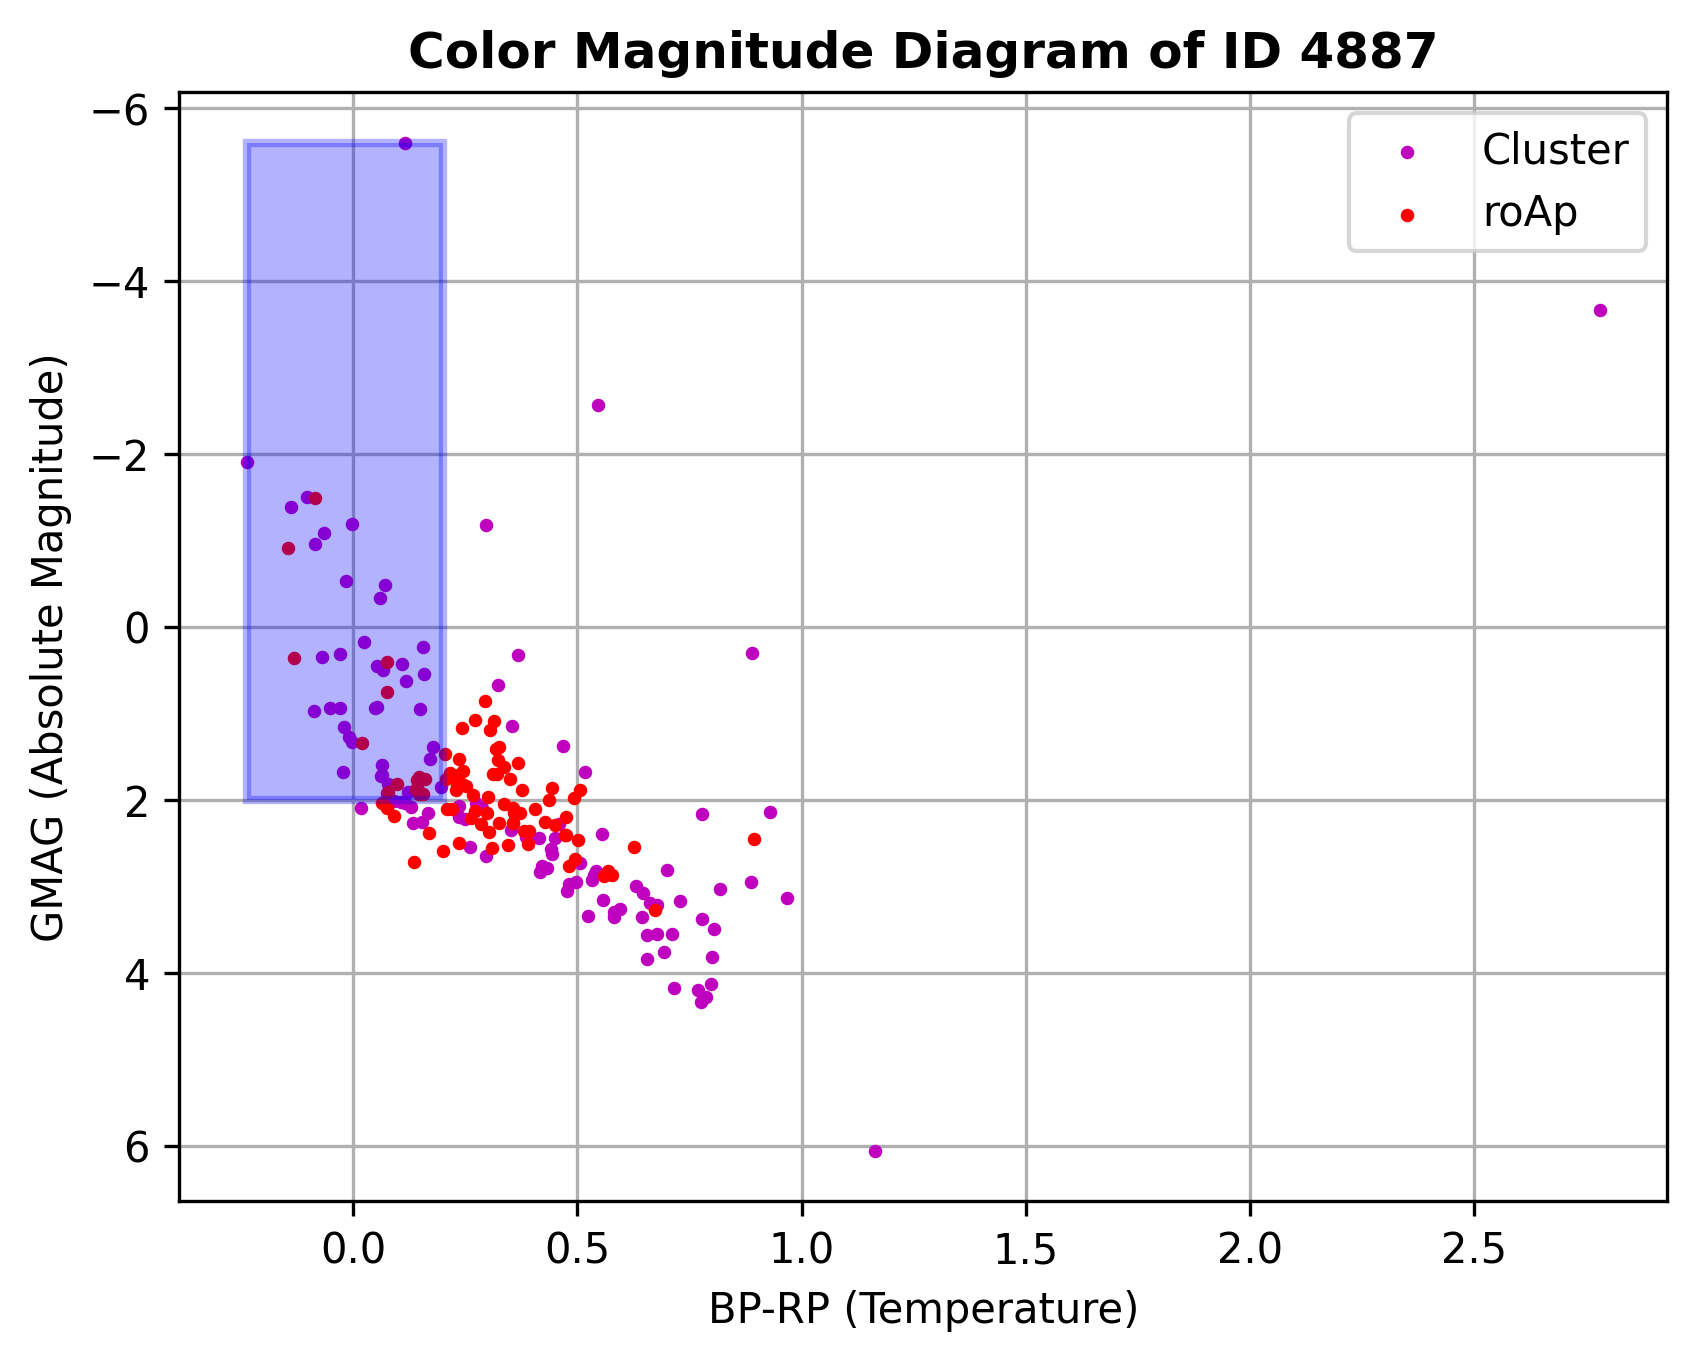 Color Magnitude Diagram of ID 4887
Cluster
roAp
−6
−4
−2
0
2
4
6
GMAG (Absolute Magnitude)
0.0 0.5 1.0 1.5 2.0 2.5
BP-RP (Temperature)